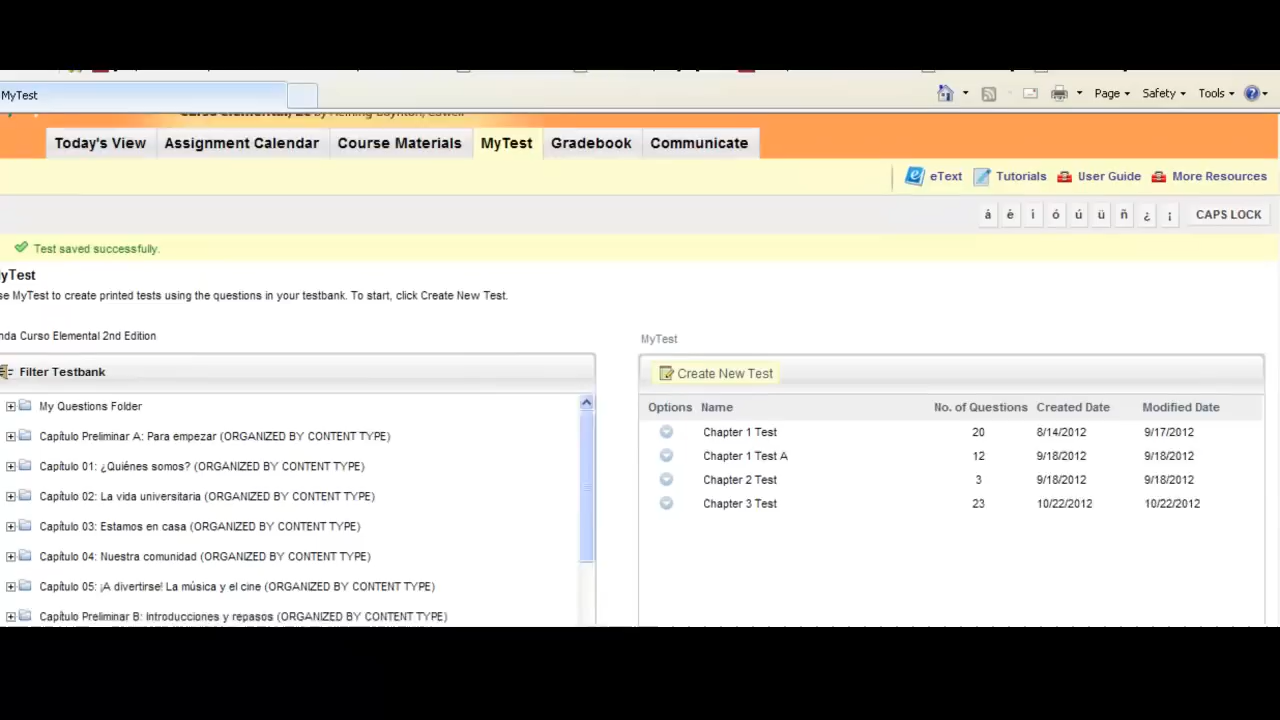 MyTest
Page Safety Tools
Curso Elemental, 2e by Heining-Boynton, Cowell
Today's View Assignment Calendar Course Materials MyTest Gradebook Communicate
eText Tutorials User Guide More Resources
á é í ó ú ü ñ ¿ ¡ CAPS LOCK
Test saved successfully.
yTest
se MyTest to create printed tests using the questions in your testbank. To start, click Create New Test.
nda Curso Elemental 2nd Edition
MyTest
Filter Testbank
Create New Test
My Questions Folder
Capítulo Preliminar A: Para empezar (ORGANIZED BY CONTENT TYPE)
Capítulo 01: ¿Quiénes somos? (ORGANIZED BY CONTENT TYPE)
Capítulo 02: La vida universitaria (ORGANIZED BY CONTENT TYPE)
Capítulo 03: Estamos en casa (ORGANIZED BY CONTENT TYPE)
Capítulo 04: Nuestra comunidad (ORGANIZED BY CONTENT TYPE)
Capítulo 05: ¡A divertirse! La música y el cine (ORGANIZED BY CONTENT TYPE)
Capítulo Preliminar B: Introducciones y repasos (ORGANIZED BY CONTENT TYPE)
Options Name No. of Questions Created Date Modified Date
Chapter 1 Test 20 8/14/2012 9/17/2012
Chapter 1 Test A 12 9/18/2012 9/18/2012
Chapter 2 Test 3 9/18/2012 9/18/2012
Chapter 3 Test 23 10/22/2012 10/22/2012